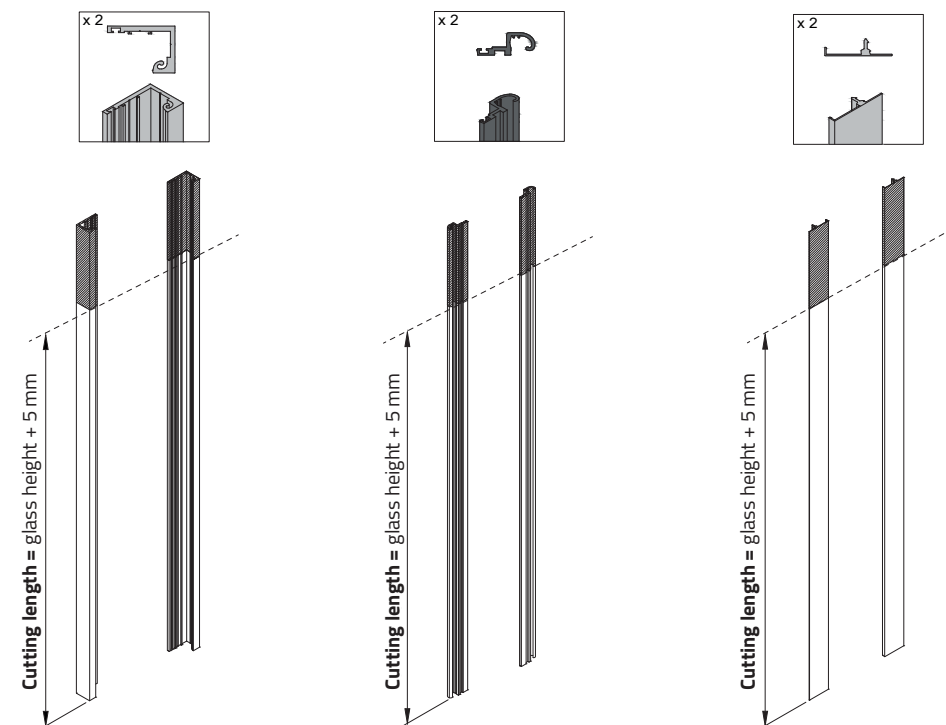 x 2
x 2
x 2
Cutting length = glass height + 5 mm
Cutting length = glass height + 5 mm
Cutting length = glass height + 5 mm